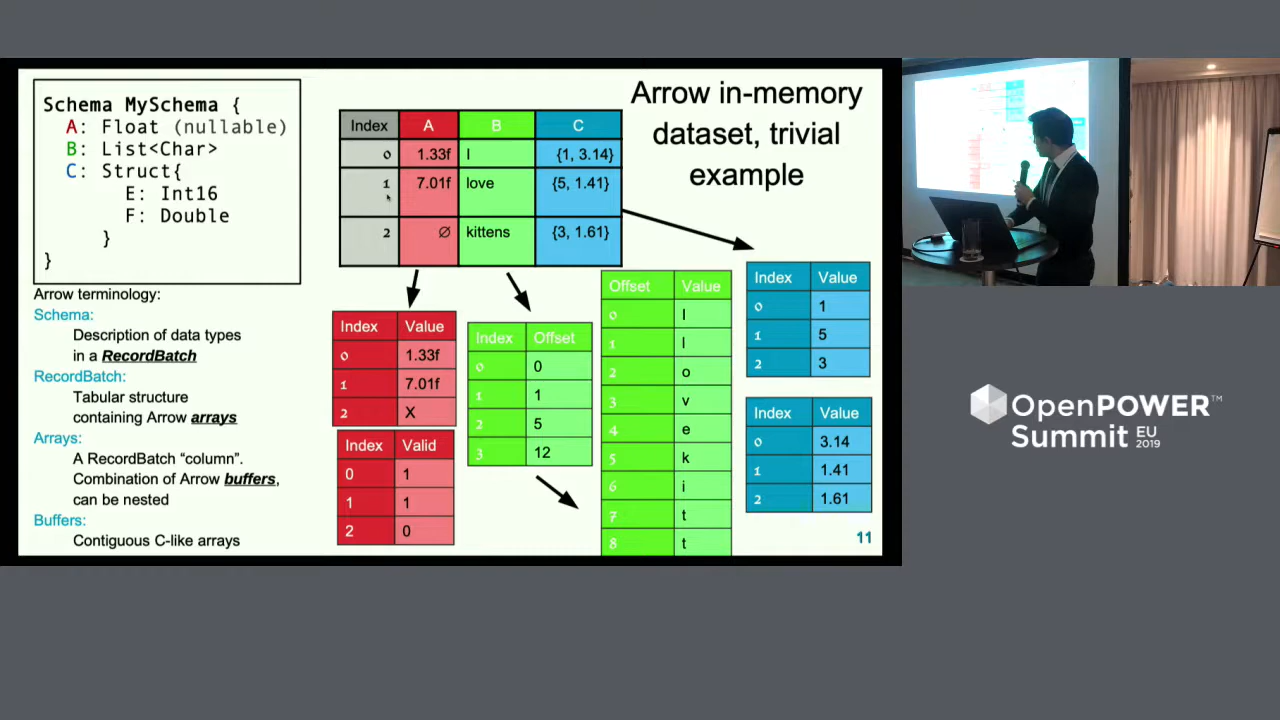 Schema MySchema {
A: Float (nullable)
B: List<Char>
C: Struct{
E: Int16
F: Double
}
}
Arrow terminology:
Schema:
Description of data types
in a RecordBatch
RecordBatch:
Tabular structure
containing Arrow arrays
Arrays:
A RecordBatch “column”.
Combination of Arrow buffers,
can be nested
Buffers:
Contiguous C-like arrays
Arrow in-memory
dataset, trivial
example
Index A B C
0 1.33f I {1, 3.14}
1 7.01f love {5, 1.41}
2 ∅ kittens {3, 1.61}
Index Value
0 1.33f
1 7.01f
2 X
Index Valid
0 1
1 1
2 0
Index Offset
0 0
1 1
2 5
3 12
Offset Value
0 I
1 l
2 o
3 v
4 e
5 k
6 i
7 t
8 t
Index Value
0 1
1 5
2 3
Index Value
0 3.14
1 1.41
2 1.61
11
OpenPOWER™
Summit EU
2019